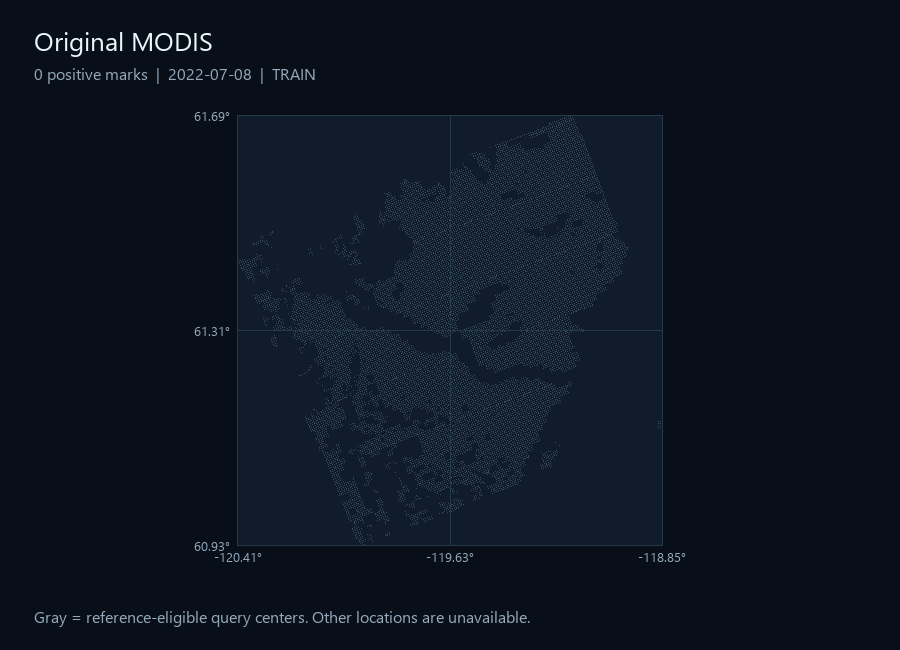 Original MODIS
0 positive marks | 2022-07-08 | TRAIN
61.69°
61.31°
60.93°
-120.41° -119.63° -118.85°
Gray = reference-eligible query centers. Other locations are unavailable.